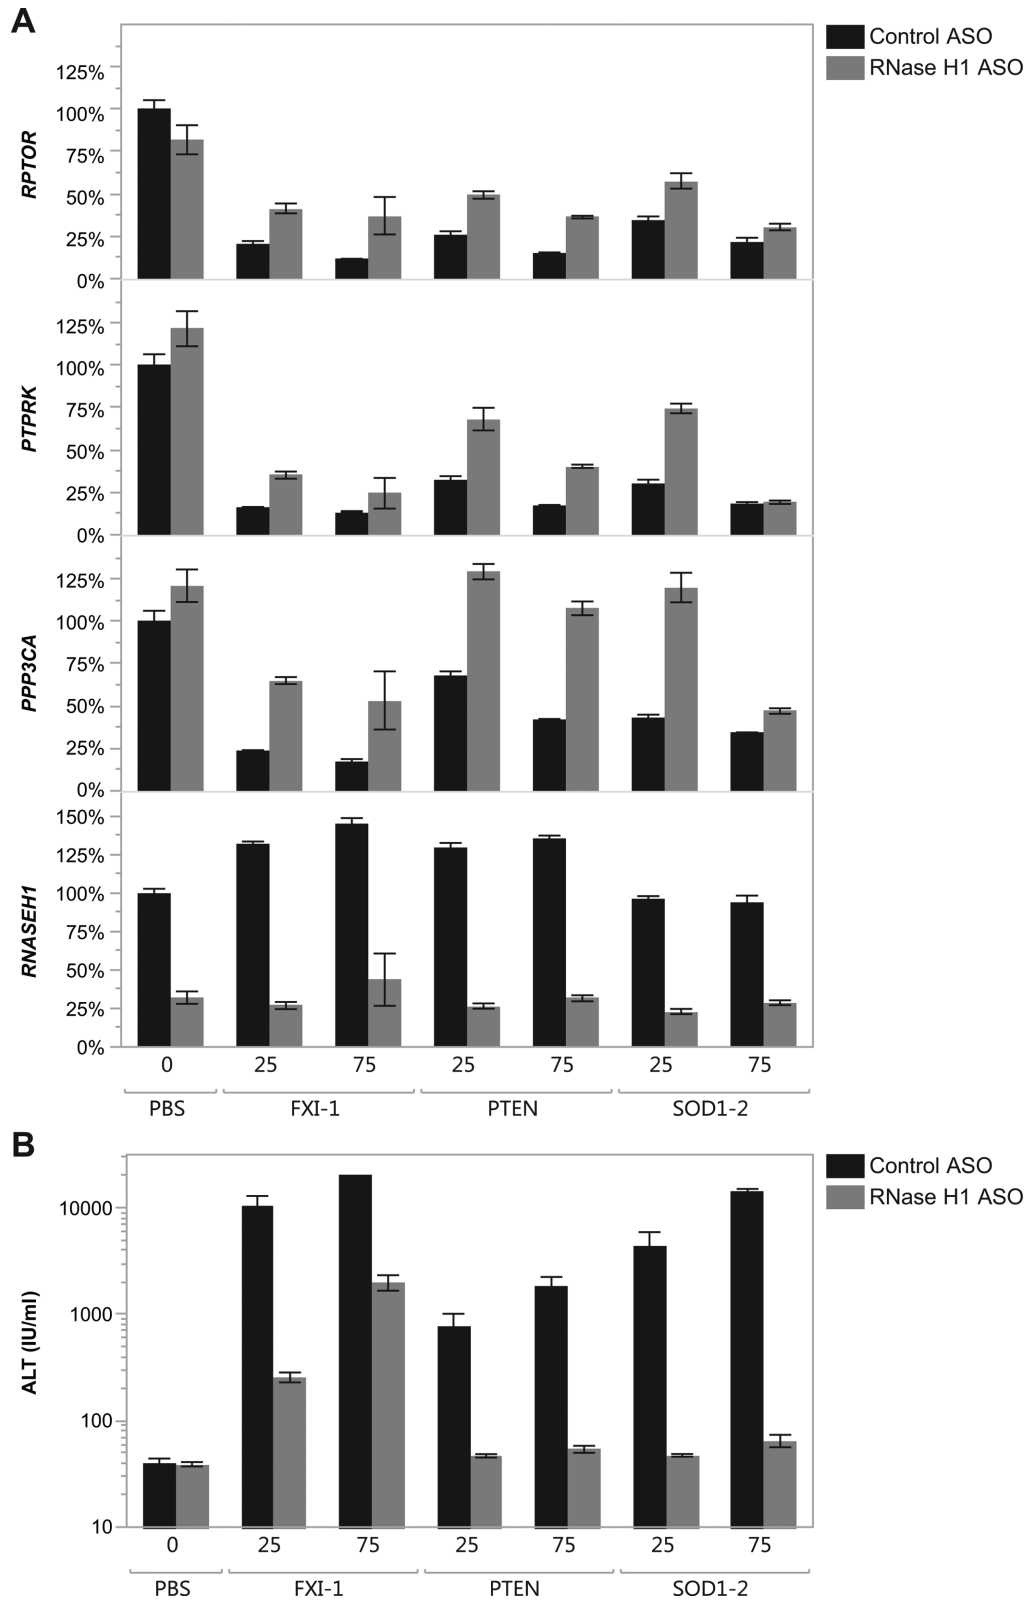 A
Control ASO
RNase H1 ASO
RPTOR
125%
100%
75%
50%
25%
0%
PTPRK
125%
100%
75%
50%
25%
0%
PPP3CA
125%
100%
75%
50%
25%
0%
RNASEH1
150%
125%
100%
75%
50%
25%
0%
0 25 75 25 75 25 75
PBS FXI-1 PTEN SOD1-2
B
Control ASO
RNase H1 ASO
ALT (IU/ml)
10000
1000
100
10
0 25 75 25 75 25 75
PBS FXI-1 PTEN SOD1-2